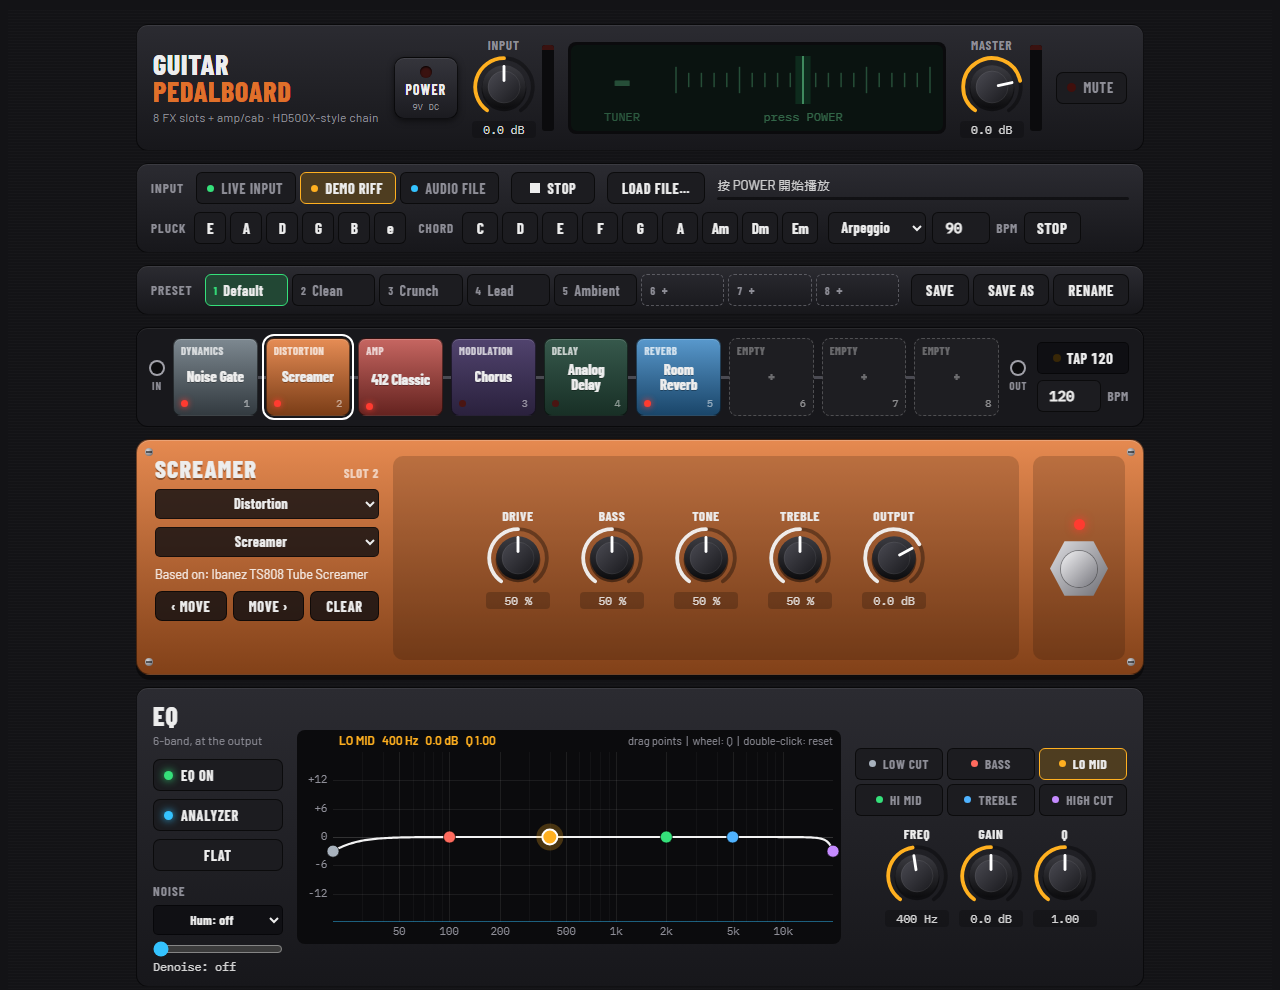 GUITAR
PEDALBOARD
8 FX slots + amp/cab · HD500X-style chain
POWER
9V DC
INPUT
0.0 dB
TUNER
press POWER
MASTER
0.0 dB
MUTE
INPUT LIVE INPUT DEMO RIFF AUDIO FILE STOP LOAD FILE... 按 POWER 開始播放
PLUCK E A D G B e CHORD C D E F G A Am Dm Em Arpeggio 90 BPM STOP
PRESET 1 Default 2 Clean 3 Crunch 4 Lead 5 Ambient 6 + 7 + 8 + SAVE SAVE AS RENAME
IN
DYNAMICS
Noise Gate
1
DISTORTION
Screamer
2
AMP
412 Classic
MODULATION
Chorus
3
DELAY
Analog
Delay
4
REVERB
Room
Reverb
5
EMPTY
+
6
EMPTY
+
7
EMPTY
+
8
OUT
TAP 120
120 BPM
SCREAMER SLOT 2
Distortion
Screamer
Based on: Ibanez TS808 Tube Screamer
‹ MOVE MOVE › CLEAR
DRIVE BASS TONE TREBLE OUTPUT
50 % 50 % 50 % 50 % 0.0 dB
EQ
6-band, at the output
EQ ON
ANALYZER
FLAT
NOISE
Hum: off
Denoise: off
LO MID 400 Hz 0.0 dB Q 1.00 drag points | wheel: Q | double-click: reset
+12
+6
0
-6
-12
50 100 200 500 1k 2k 5k 10k
LOW CUT BASS LO MID
HI MID TREBLE HIGH CUT
FREQ GAIN Q
400 Hz 0.0 dB 1.00